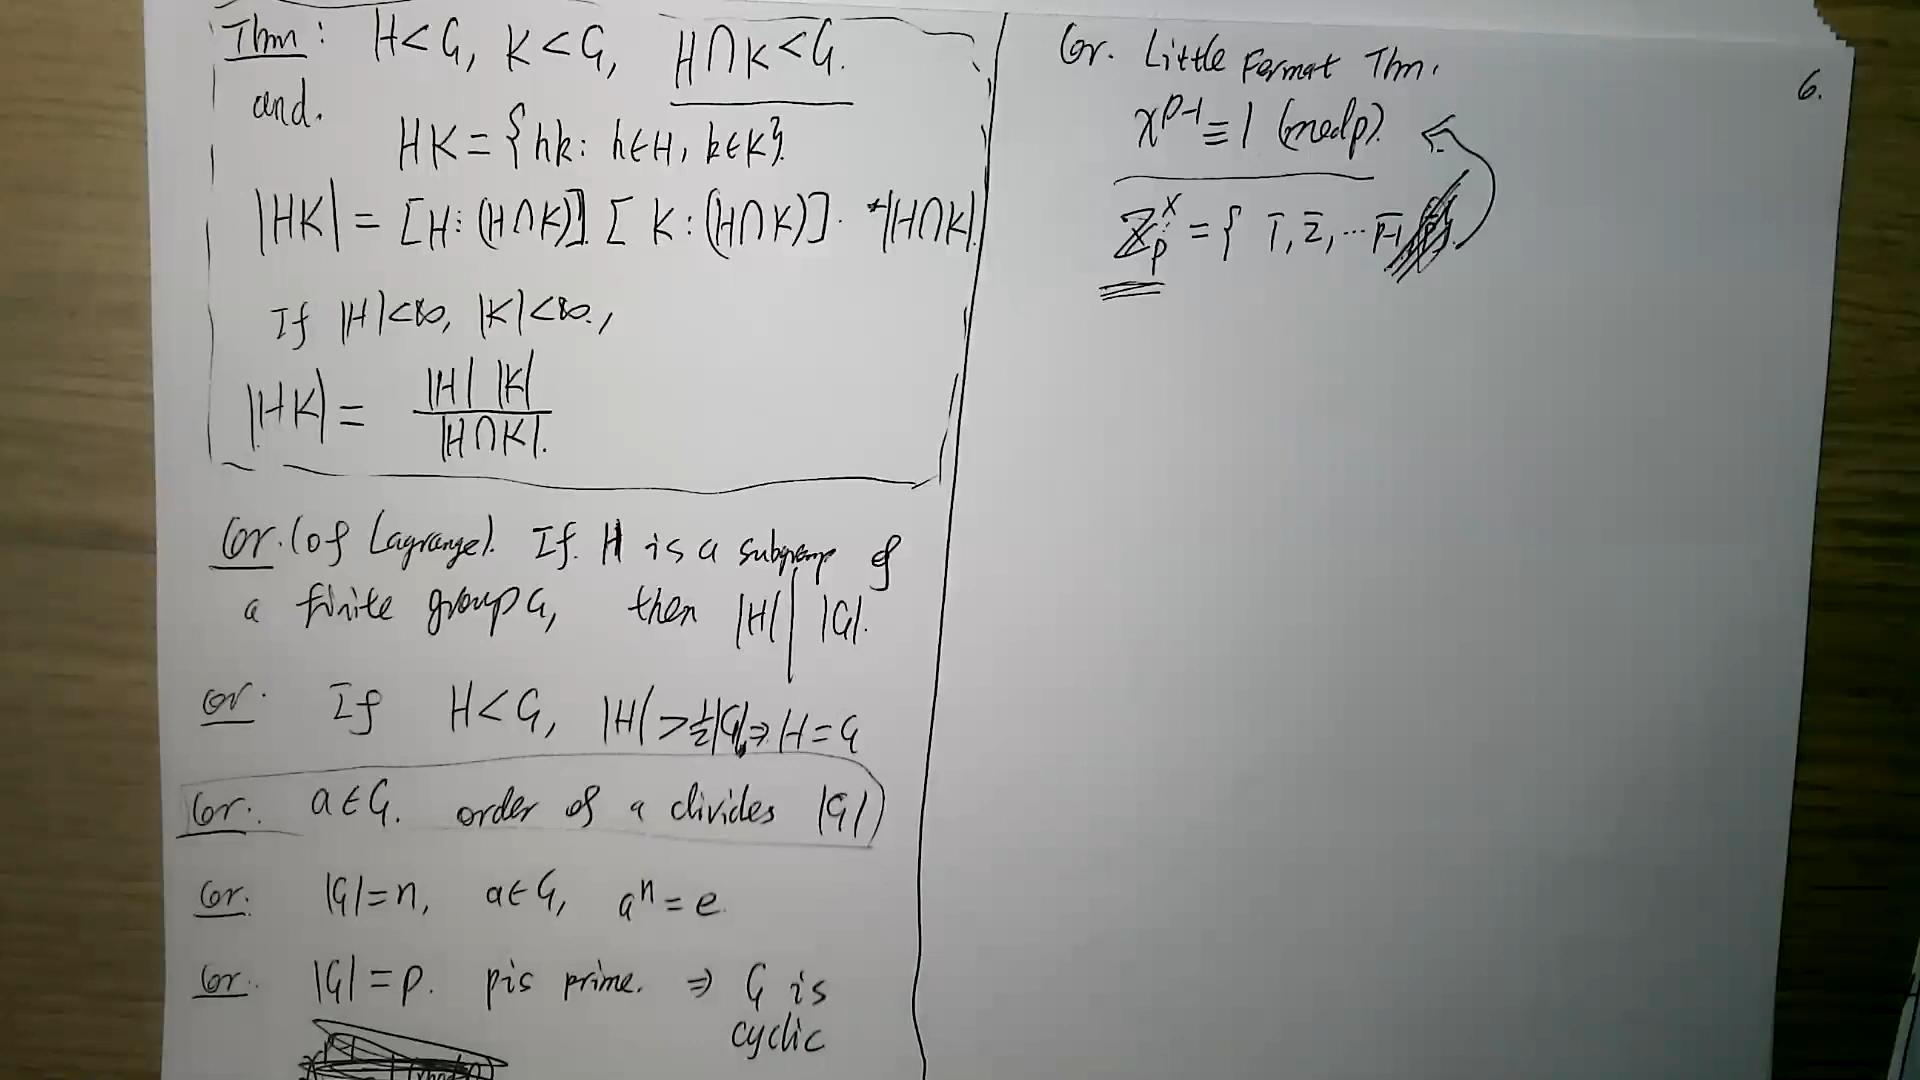 Thm: H<G, K<G, H∩K<G.
and.
HK={hk: h∈H, k∈K}.
|HK| = [H:(H∩K)] [K:(H∩K)]. |H∩K|.
If |H|<∞, |K|<∞,
|HK| = |H| |K| / |H∩K|.
Cor. (of Lagrange). If H is a subgroup of
a finite group G, then |H| | |G|.
Cor. If H<G, |H|>½|G| ⇒ H=G
Cor. a∈G. order of a divides |G|
Cor. |G|=n, a∈G, aⁿ=e.
Cor. |G|=p. p is prime. ⇒ G is
cyclic
Cor. Little Fermat Thm.
x^{p-1} ≡ 1 (mod p).
ℤ_p^× = { 1̄, 2̄, ... p-1
6.